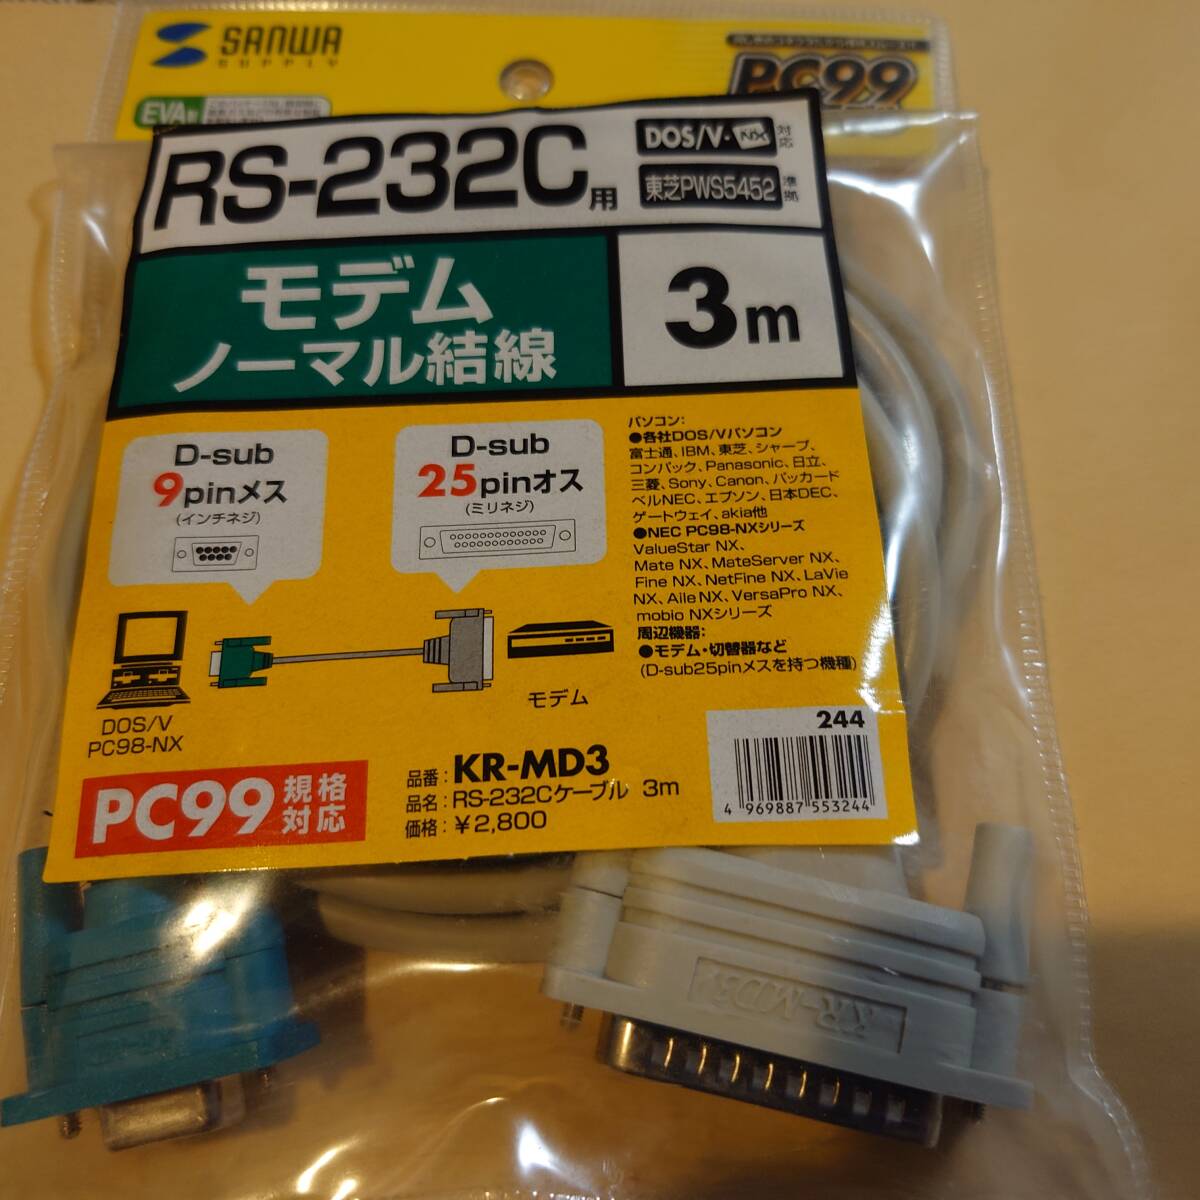 SANWA
SUPPLY
PC99
EVA
RS-232C用
DOS/V・NX対応
東芝PWS5452準拠
モデム
ノーマル結線
3m
D-sub
9pinメス
(インチネジ)
D-sub
25pinオス
(ミリネジ)
DOS/V
PC98-NX
モデム
パソコン:
●各社DOS/Vパソコン
富士通、IBM、東芝、シャープ、
コンパック、Panasonic、日立、
三菱、Sony、Canon、パッカード
ベルNEC、エプソン、日本DEC、
ゲートウェイ、akia他
●NEC PC98-NXシリーズ
ValueStar NX、
Mate NX、MateServer NX、
Fine NX、NetFine NX、LaVie
NX、Aile NX、VersaPro NX、
mobio NXシリーズ
周辺機器:
●モデム・切替器など
(D-sub25pinメスを持つ機種)
PC99規格対応
品番:KR-MD3
品名:RS-232Cケーブル 3m
価格:¥2,800
244
4 969887 553244
KR-MD3